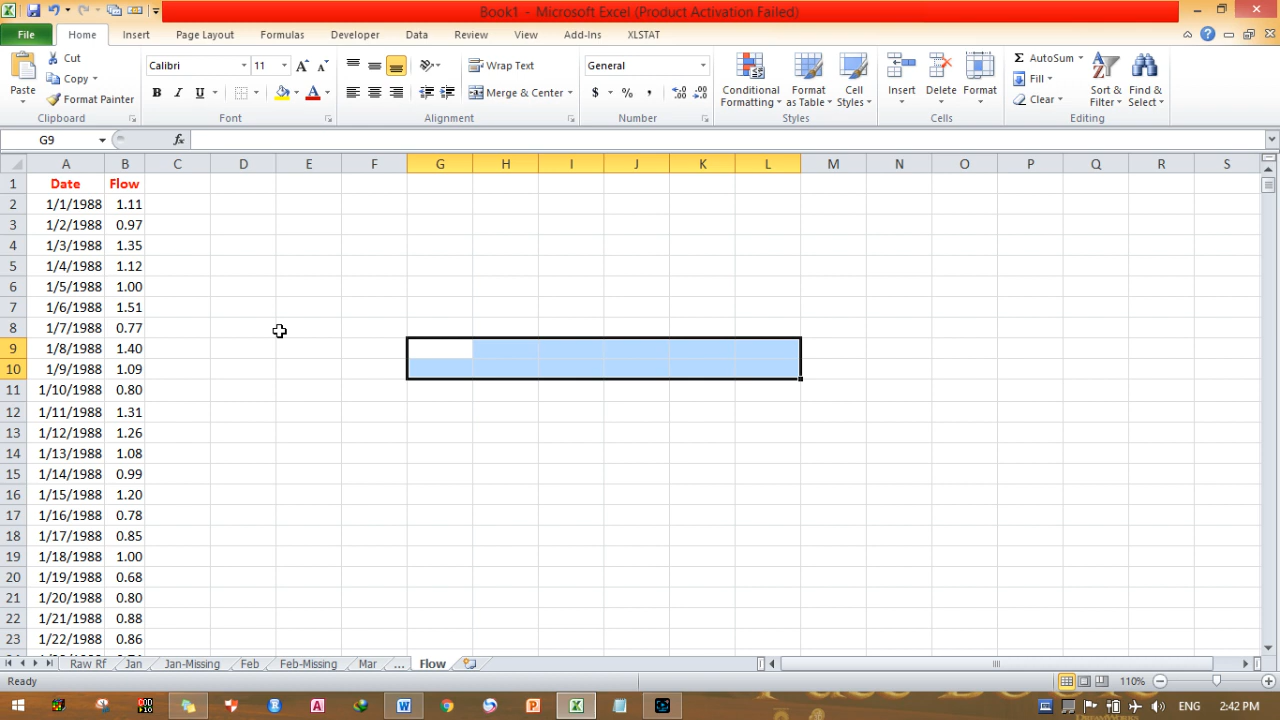 Book1 - Microsoft Excel (Product Activation Failed)
File Home Insert Page Layout Formulas Developer Data Review View Add-Ins XLSTAT
Paste
Cut
Copy
Format Painter
Clipboard
Calibri 11
B I U A
Font
Wrap Text
Merge & Center
Alignment
General
$ % ,
Number
Conditional Formatting
Format as Table
Cell Styles
Styles
Insert Delete Format
Cells
AutoSum
Fill
Clear
Sort & Filter
Find & Select
Editing
G9 fx
A B C D E F G H I J K L M N O P Q R S
1 Date Flow
2 1/1/1988 1.11
3 1/2/1988 0.97
4 1/3/1988 1.35
5 1/4/1988 1.12
6 1/5/1988 1.00
7 1/6/1988 1.51
8 1/7/1988 0.77
9 1/8/1988 1.40
10 1/9/1988 1.09
11 1/10/1988 0.80
12 1/11/1988 1.31
13 1/12/1988 1.26
14 1/13/1988 1.08
15 1/14/1988 0.99
16 1/15/1988 1.20
17 1/16/1988 0.78
18 1/17/1988 0.85
19 1/18/1988 1.00
20 1/19/1988 0.68
21 1/20/1988 0.80
22 1/21/1988 0.88
23 1/22/1988 0.86
Raw Rf Jan Jan-Missing Feb Feb-Missing Mar ... Flow
Ready 110%
ENG 2:42 PM